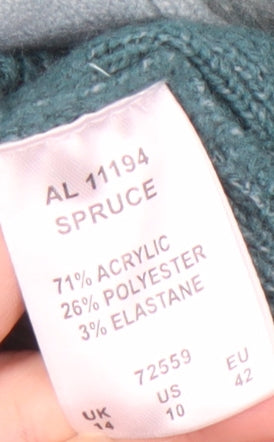 AL 11194
SPRUCE
71% ACRYLIC
26% POLYESTER
3% ELASTANE
72559
UK US EU
14 10 42